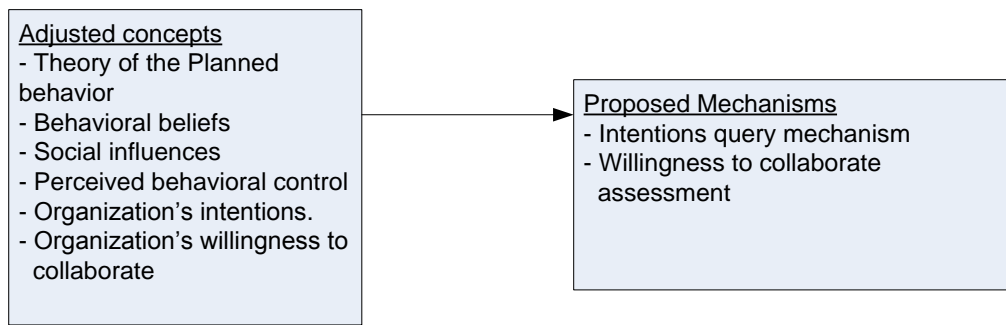 Adjusted concepts
- Theory of the Planned
behavior
- Behavioral beliefs
- Social influences
- Perceived behavioral control
- Organization's intentions.
- Organization's willingness to
collaborate
Proposed Mechanisms
- Intentions query mechanism
- Willingness to collaborate
assessment